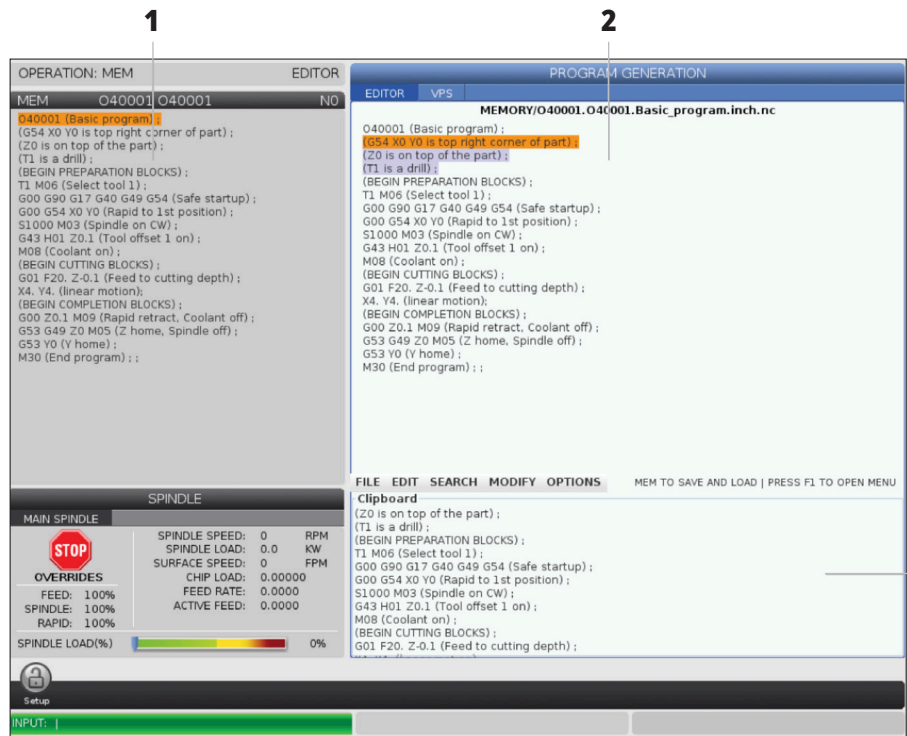 1
2
OPERATION: MEM EDITOR
MEM O40001 O40001 N0
O40001 (Basic program) ;
(G54 X0 Y0 is top right corner of part) ;
(Z0 is on top of the part) ;
(T1 is a drill) ;
(BEGIN PREPARATION BLOCKS) ;
T1 M06 (Select tool 1) ;
G00 G90 G17 G40 G49 G54 (Safe startup) ;
G00 G54 X0 Y0 (Rapid to 1st position) ;
S1000 M03 (Spindle on CW) ;
G43 H01 Z0.1 (Tool offset 1 on) ;
M08 (Coolant on) ;
(BEGIN CUTTING BLOCKS) ;
G01 F20. Z-0.1 (Feed to cutting depth) ;
X4. Y4. (linear motion);
(BEGIN COMPLETION BLOCKS) ;
G00 Z0.1 M09 (Rapid retract, Coolant off) ;
G53 G49 Z0 M05 (Z home, Spindle off) ;
G53 Y0 (Y home) ;
M30 (End program) ; ;
PROGRAM GENERATION
EDITOR VPS
MEMORY/O40001.O40001.Basic_program.inch.nc
O40001 (Basic program) ;
(G54 X0 Y0 is top right corner of part) ;
(Z0 is on top of the part) ;
(T1 is a drill) ;
(BEGIN PREPARATION BLOCKS) ;
T1 M06 (Select tool 1) ;
G00 G90 G17 G40 G49 G54 (Safe startup) ;
G00 G54 X0 Y0 (Rapid to 1st position) ;
S1000 M03 (Spindle on CW) ;
G43 H01 Z0.1 (Tool offset 1 on) ;
M08 (Coolant on) ;
(BEGIN CUTTING BLOCKS) ;
G01 F20. Z-0.1 (Feed to cutting depth) ;
X4. Y4. (linear motion);
(BEGIN COMPLETION BLOCKS) ;
G00 Z0.1 M09 (Rapid retract, Coolant off) ;
G53 G49 Z0 M05 (Z home, Spindle off) ;
G53 Y0 (Y home) ;
M30 (End program) ; ;
FILE EDIT SEARCH MODIFY OPTIONS MEM TO SAVE AND LOAD | PRESS F1 TO OPEN MENU
Clipboard
(Z0 is on top of the part) ;
(T1 is a drill) ;
(BEGIN PREPARATION BLOCKS) ;
T1 M06 (Select tool 1) ;
G00 G90 G17 G40 G49 G54 (Safe startup) ;
G00 G54 X0 Y0 (Rapid to 1st position) ;
S1000 M03 (Spindle on CW) ;
G43 H01 Z0.1 (Tool offset 1 on) ;
M08 (Coolant on) ;
(BEGIN CUTTING BLOCKS) ;
G01 F20. Z-0.1 (Feed to cutting depth) ;
SPINDLE
MAIN SPINDLE
STOP
OVERRIDES
FEED: 100%
SPINDLE: 100%
RAPID: 100%
SPINDLE SPEED: 0 RPM
SPINDLE LOAD: 0.0 KW
SURFACE SPEED: 0 FPM
CHIP LOAD: 0.00000
FEED RATE: 0.0000
ACTIVE FEED: 0.0000
SPINDLE LOAD(%) 0%
Setup
INPUT: |